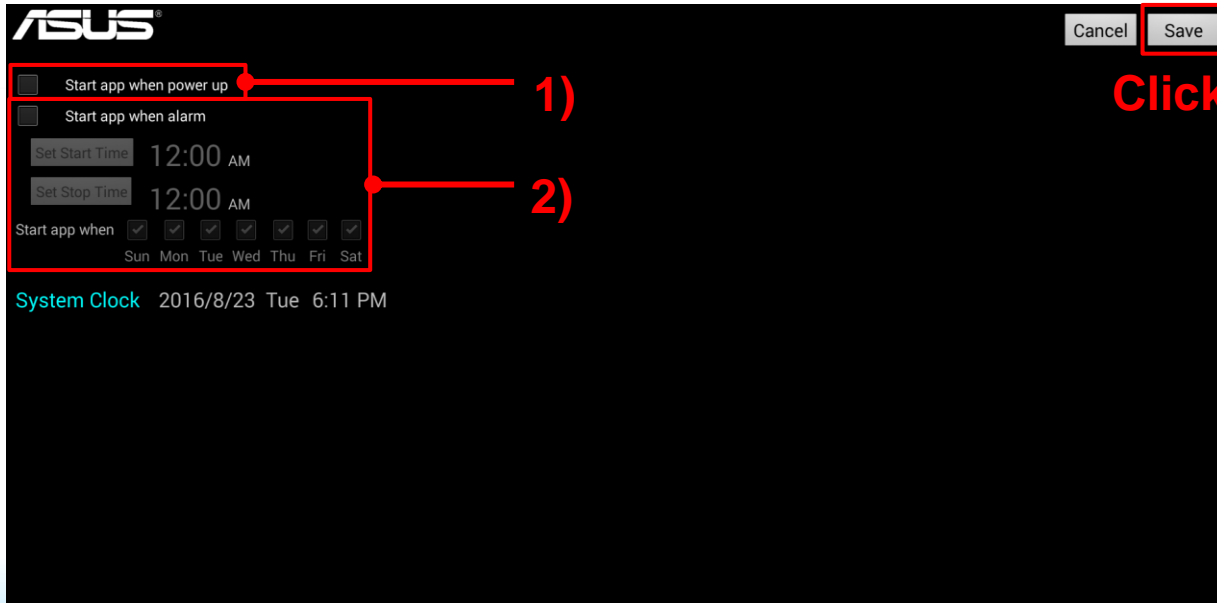 ASUS®
Cancel Save
Start app when power up
1)
Click
Start app when alarm
Set Start Time 12:00 AM
Set Stop Time 12:00 AM
2)
Start app when
Sun Mon Tue Wed Thu Fri Sat
System Clock 2016/8/23 Tue 6:11 PM